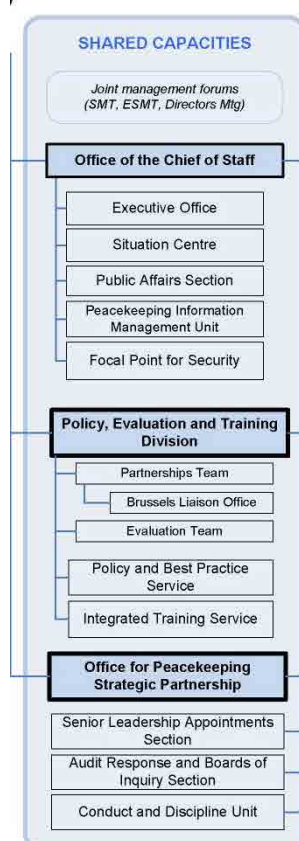 SHARED CAPACITIES
Joint management forums
(SMT, ESMT, Directors Mtg)
Office of the Chief of Staff
Executive Office
Situation Centre
Public Affairs Section
Peacekeeping Information
Management Unit
Focal Point for Security
Policy, Evaluation and Training
Division
Partnerships Team
Brussels Liaison Office
Evaluation Team
Policy and Best Practice
Service
Integrated Training Service
Office for Peacekeeping
Strategic Partnership
Senior Leadership Appointments
Section
Audit Response and Boards of
Inquiry Section
Conduct and Discipline Unit